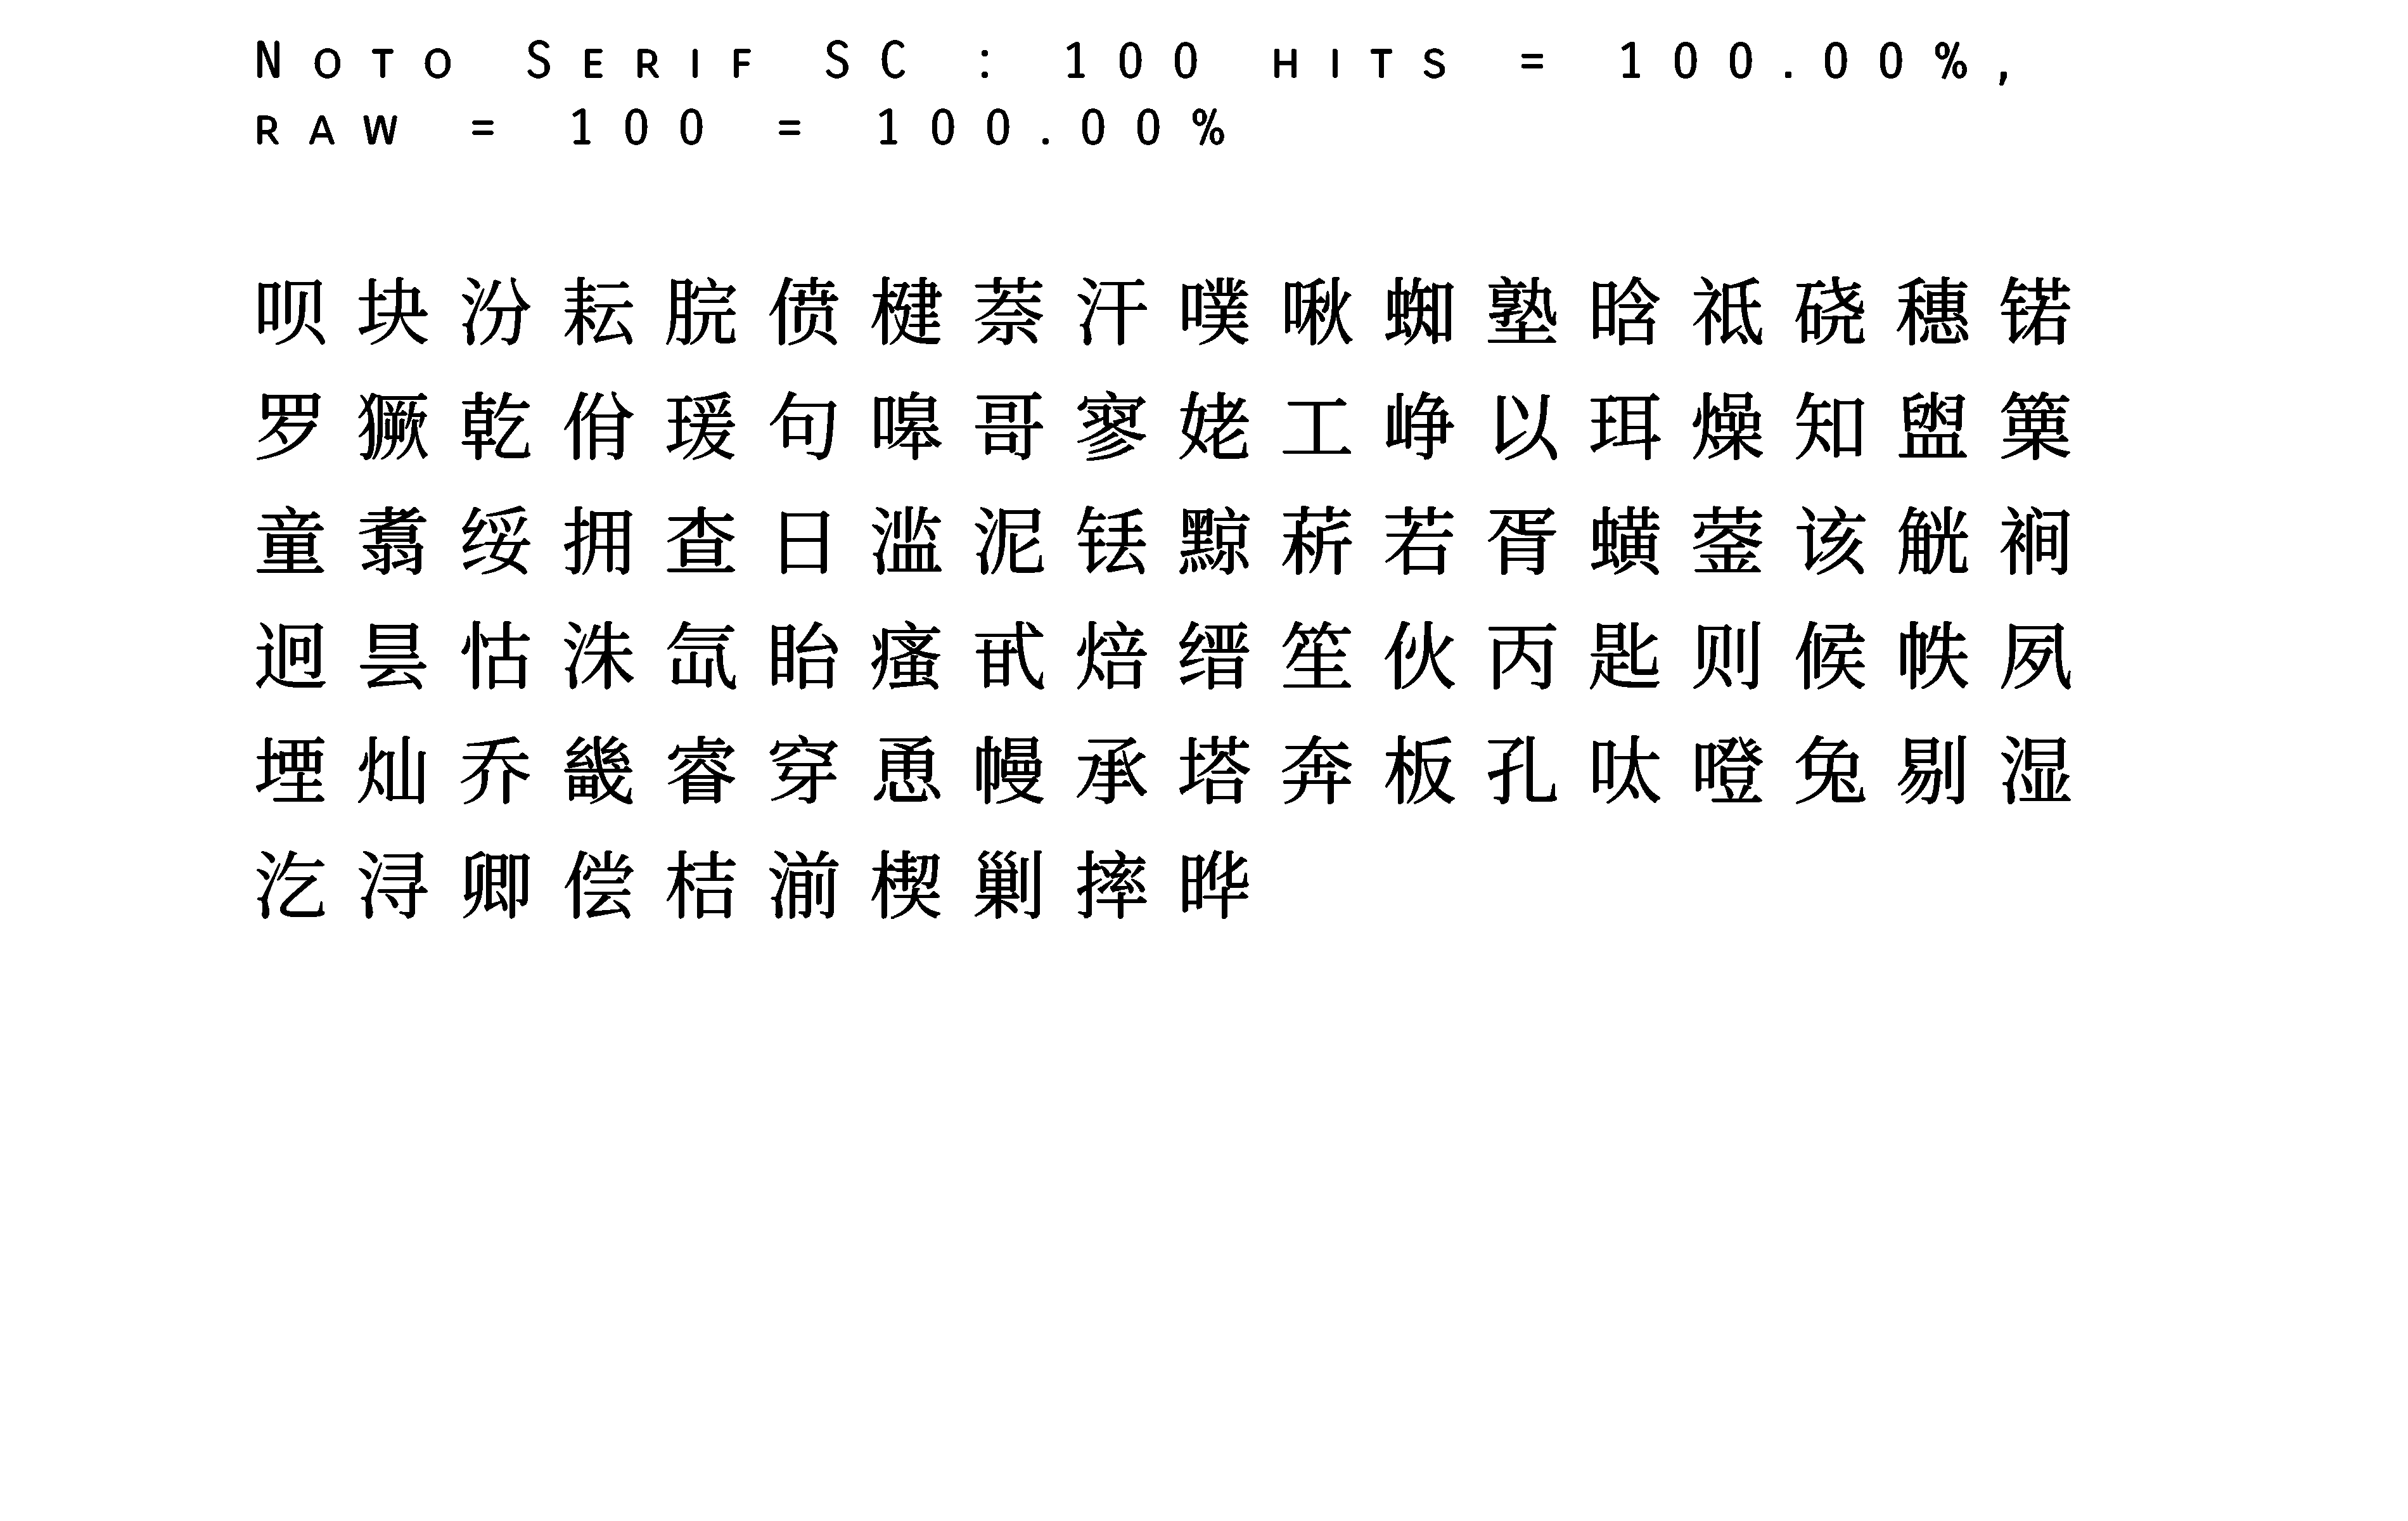 Noto Serif SC : 100 hits = 100.00%,
raw = 100 = 100.00%
呗 块 汾 耘 脘 偾 楗 萘 汗 噗 啾 蜘 塾 晗 祗 硗 穗 锘
罗 獗 乾 佾 瑗 句 嗥 哥 寥 姥 工 峥 以 珥 燥 知 盥 篥
童 翥 绥 拥 查 日 滥 泥 铥 黥 菥 若 胥 蟥 蓥 该 觥 裥
迥 昙 怙 洙 氙 眙 瘙 甙 焙 缙 笙 伙 丙 匙 则 候 帙 夙
堙 灿 乔 畿 睿 穿 恿 幔 承 塔 奔 板 孔 呔 噔 兔 剔 湿
汔 浔 卿 偿 桔 湔 楔 剿 摔 晔